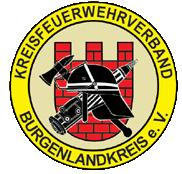 KREISFEUERWEHRVERBAND
BURGENLANDKREIS e. V.